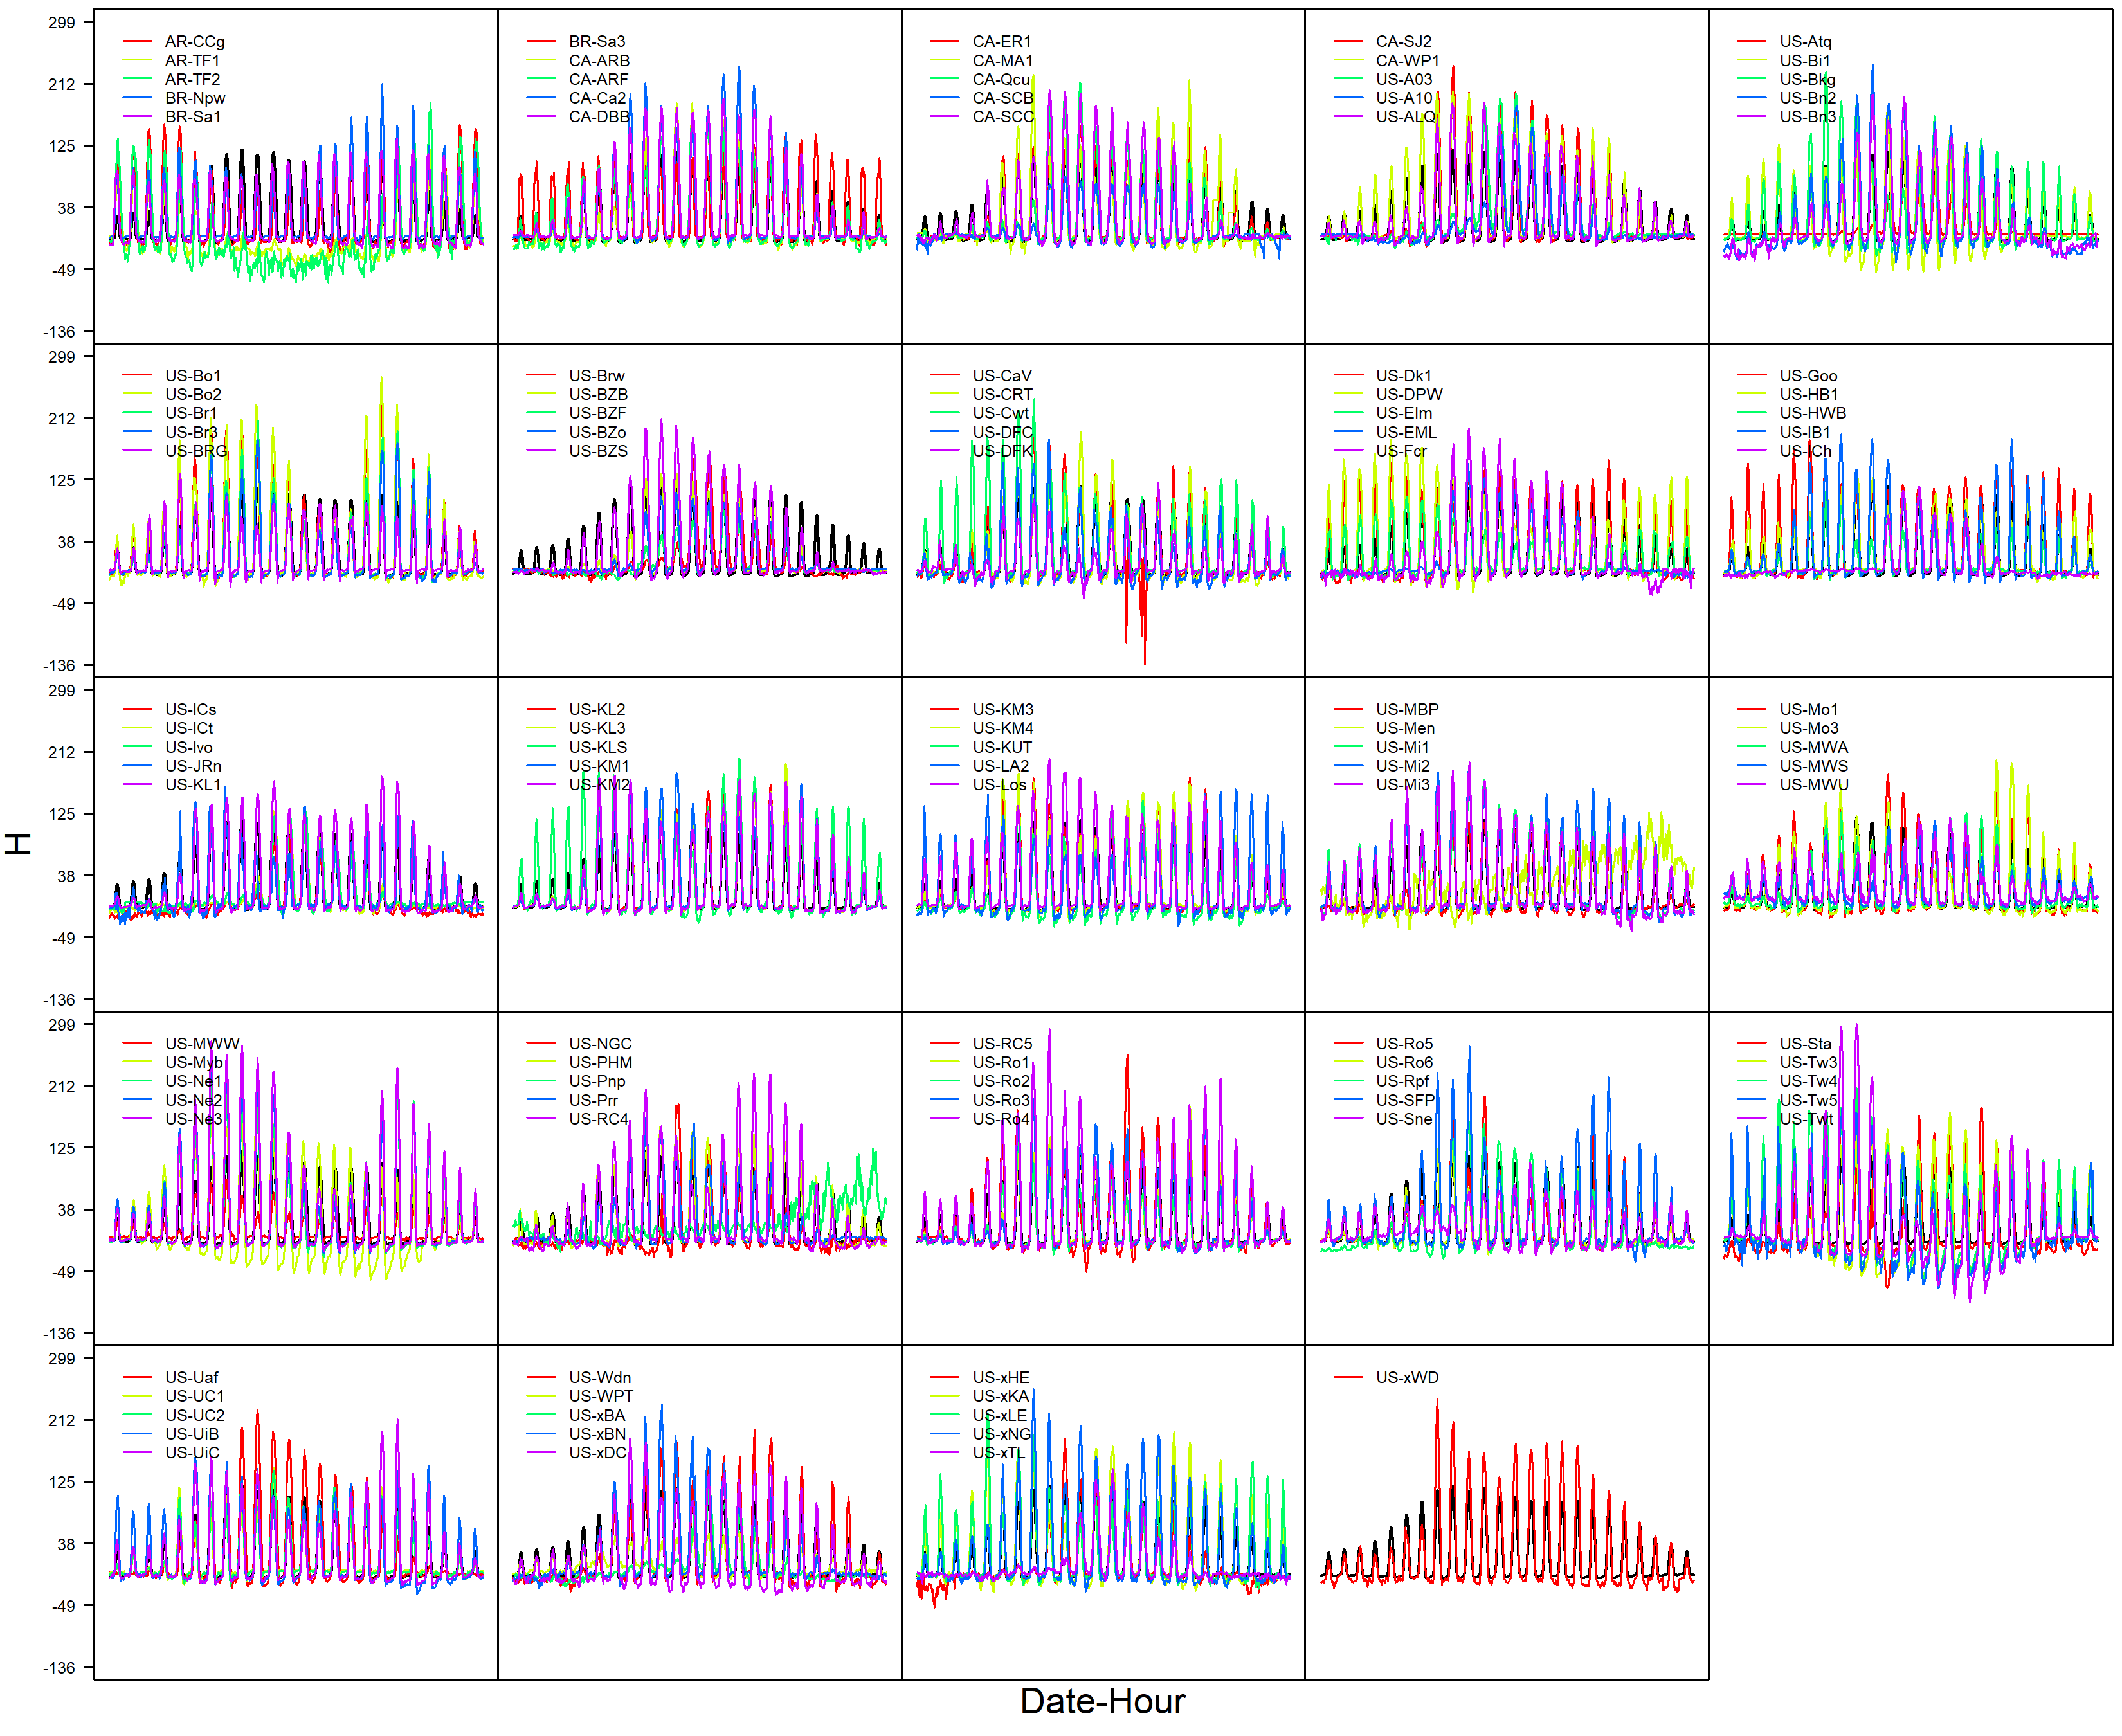 299
212
125
38
-49
-136
AR-CCg
AR-TF1
AR-TF2
BR-Npw
BR-Sa1
BR-Sa3
CA-ARB
CA-ARF
CA-Ca2
CA-DBB
CA-ER1
CA-MA1
CA-Qcu
CA-SCB
CA-SCC
CA-SJ2
CA-WP1
US-A03
US-A10
US-ALQ
US-Atq
US-Bi1
US-Bkg
US-Bn2
US-Bn3
299
212
125
38
-49
-136
US-Bo1
US-Bo2
US-Br1
US-Br3
US-BRG
US-Brw
US-BZB
US-BZF
US-BZo
US-BZS
US-CaV
US-CRT
US-Cwt
US-DFC
US-DFK
US-Dk1
US-DPW
US-Elm
US-EML
US-Fcr
US-Goo
US-HB1
US-HWB
US-IB1
US-ICh
299
212
125
38
-49
-136
US-ICs
US-ICt
US-Ivo
US-JRn
US-KL1
US-KL2
US-KL3
US-KLS
US-KM1
US-KM2
US-KM3
US-KM4
US-KUT
US-LA2
US-Los
US-MBP
US-Men
US-Mi1
US-Mi2
US-Mi3
US-Mo1
US-Mo3
US-MWA
US-MWS
US-MWU
299
212
125
38
-49
-136
US-MWW
US-Myb
US-Ne1
US-Ne2
US-Ne3
US-NGC
US-PHM
US-Pnp
US-Prr
US-RC4
US-RC5
US-Ro1
US-Ro2
US-Ro3
US-Ro4
US-Ro5
US-Ro6
US-Rpf
US-SFP
US-Sne
US-Sta
US-Tw3
US-Tw4
US-Tw5
US-Twt
299
212
125
38
-49
-136
US-Uaf
US-UC1
US-UC2
US-UiB
US-UiC
US-Wdn
US-WPT
US-xBA
US-xBN
US-xDC
US-xHE
US-xKA
US-xLE
US-xNG
US-xTL
US-xWD
H
Date-Hour